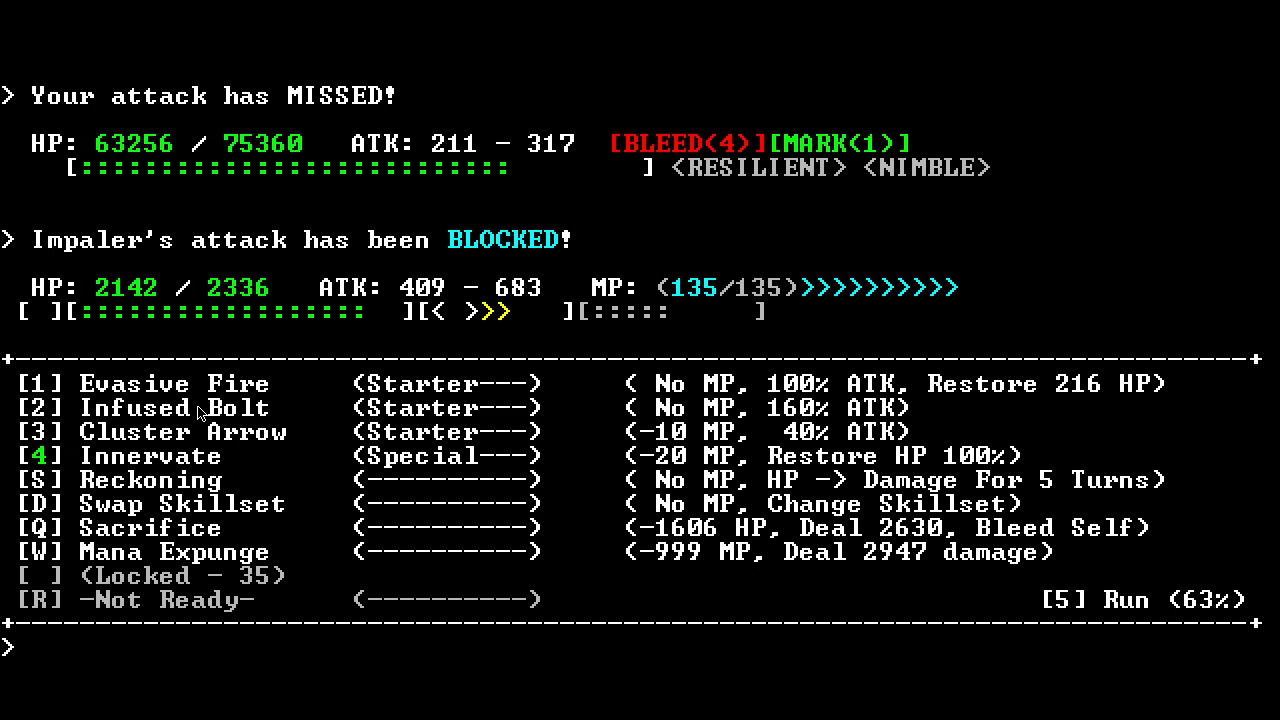 > Your attack has MISSED!
HP: 63256 / 75360 ATK: 211 - 317 [BLEED(4)][MARK(1)]
[:::::::::::::::::::::::::::         ] <RESILIENT> <NIMBLE>
> Impaler's attack has been BLOCKED!
HP: 2142 / 2336 ATK: 409 - 683 MP: (135/135)>>>>>>>>>>
[ ][::::::::::::::::::  ][< >>>   ][:::::     ]
+------------------------------------------------------------------------------+
[1] Evasive Fire (Starter---) ( No MP, 100% ATK, Restore 216 HP)
[2] Infused Bolt (Starter---) ( No MP, 160% ATK)
[3] Cluster Arrow (Starter---) (-10 MP,  40% ATK)
[4] Innervate (Special---) (-20 MP, Restore HP 100%)
[S] Reckoning (----------) ( No MP, HP -> Damage For 5 Turns)
[D] Swap Skillset (----------) ( No MP, Change Skillset)
[Q] Sacrifice (----------) (-1606 HP, Deal 2630, Bleed Self)
[W] Mana Expunge (----------) (-999 MP, Deal 2947 damage)
[ ] (Locked - 35)
[R] -Not Ready- (----------) [5] Run (63%)
+------------------------------------------------------------------------------+
>